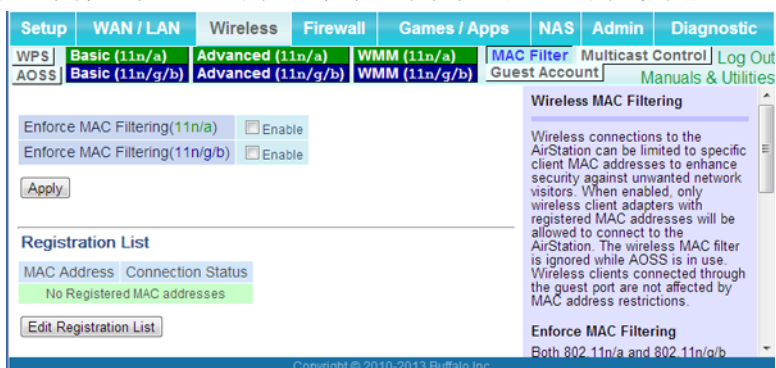 Setup WAN / LAN Wireless Firewall Games / Apps NAS Admin Diagnostic
WPS Basic (11n/a) Advanced (11n/a) WMM (11n/a) MAC Filter Multicast Control Log Out
AOSS Basic (11n/g/b) Advanced (11n/g/b) WMM (11n/g/b) Guest Account Manuals & Utilities
Enforce MAC Filtering(11n/a) Enable
Enforce MAC Filtering(11n/g/b) Enable
Apply
Registration List
MAC Address Connection Status
No Registered MAC addresses
Edit Registration List
Wireless MAC Filtering
Wireless connections to the
AirStation can be limited to specific
client MAC addresses to enhance
security against unwanted network
visitors. When enabled, only
wireless client adapters with
registered MAC addresses will be
allowed to connect to the
AirStation. The wireless MAC filter
is ignored while AOSS is in use.
Wireless clients connected through
the guest port are not affected by
MAC address restrictions.
Enforce MAC Filtering
Both 802.11n/a and 802.11n/g/b
Copyright © 2010-2013 Buffalo Inc.